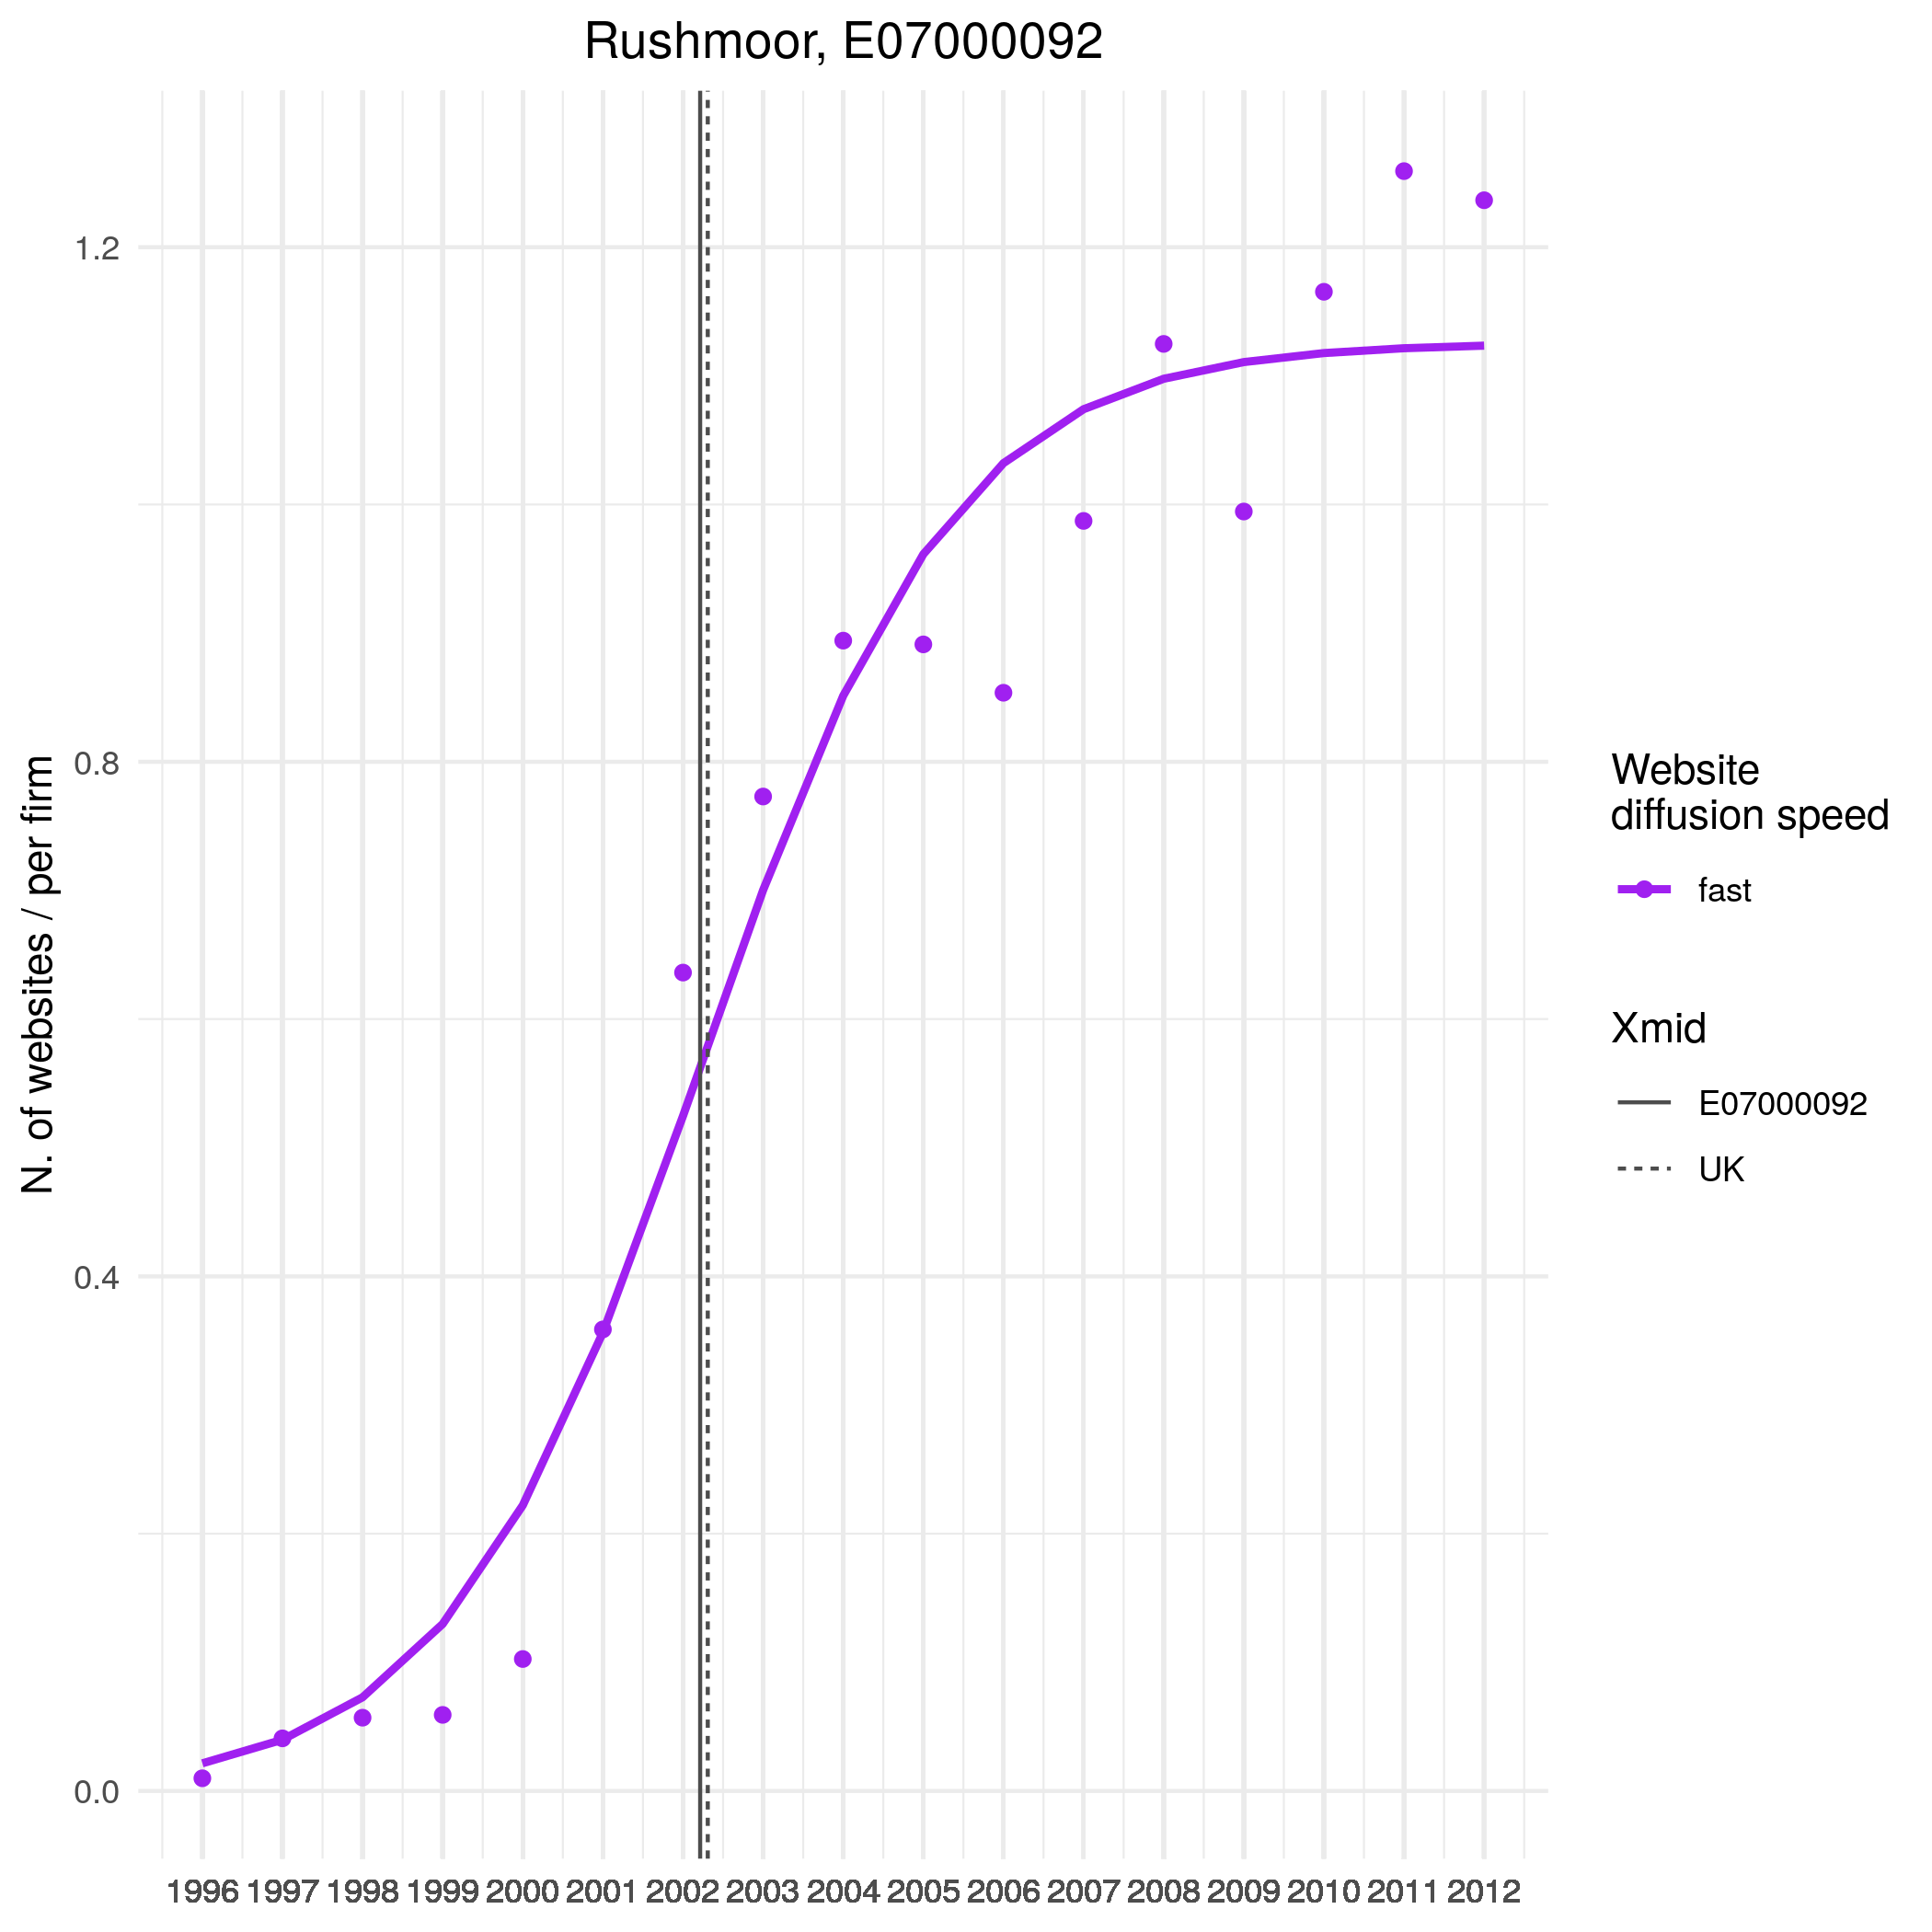 Rushmoor, E07000092
N. of websites / per firm
1.2
0.8
0.4
0.0
1996 1997 1998 1999 2000 2001 2002 2003 2004 2005 2006 2007 2008 2009 2010 2011 2012
Website
diffusion speed
fast
Xmid
E07000092
UK